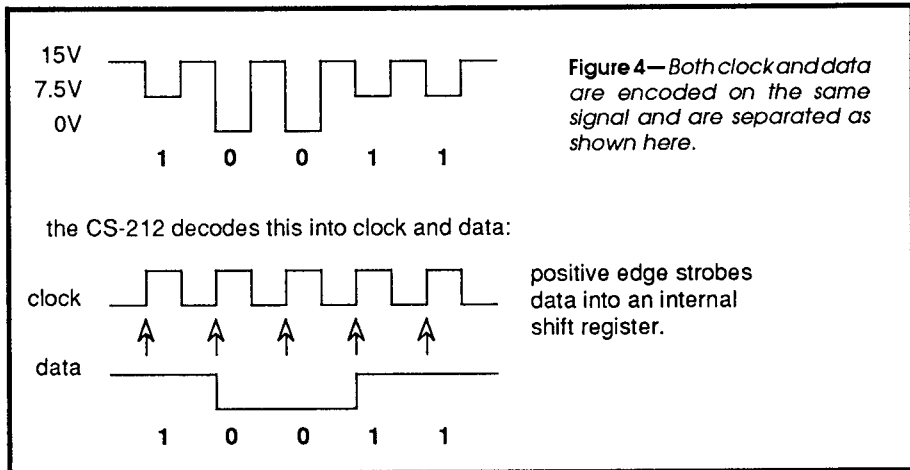 15V
7.5V
0V
1 0 0 1 1
Figure 4—Both clock and data
are encoded on the same
signal and are separated as
shown here.
the CS-212 decodes this into clock and data:
clock
positive edge strobes
data into an internal
shift register.
data
1 0 0 1 1